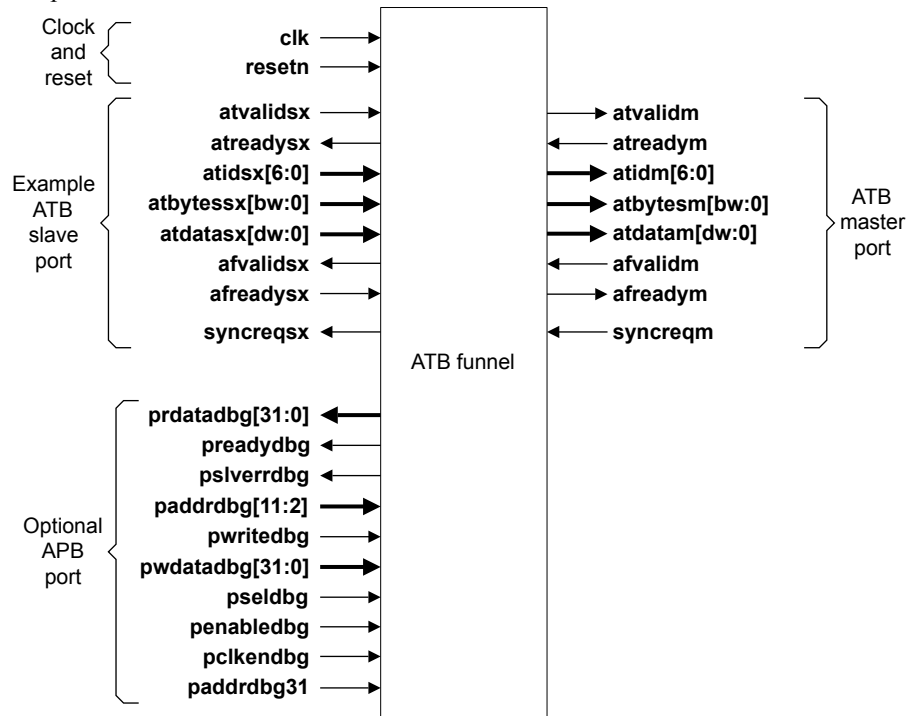 Clock
and
reset
clk
resetn
Example
ATB
slave
port
atvalidsx
atreadysx
atidsx[6:0]
atbytessx[bw:0]
atdatasx[dw:0]
afvalidsx
afreadysx
syncreqsx
atvalidm
atreadym
atidm[6:0]
atbytesm[bw:0]
atdatam[dw:0]
afvalidm
afreadym
syncreqm
ATB
master
port
ATB funnel
Optional
APB
port
prdatadbg[31:0]
preadydbg
pslverrdbg
paddrdbg[11:2]
pwritedbg
pwdatadbg[31:0]
pseldbg
penabledbg
pclkendbg
paddrdbg31